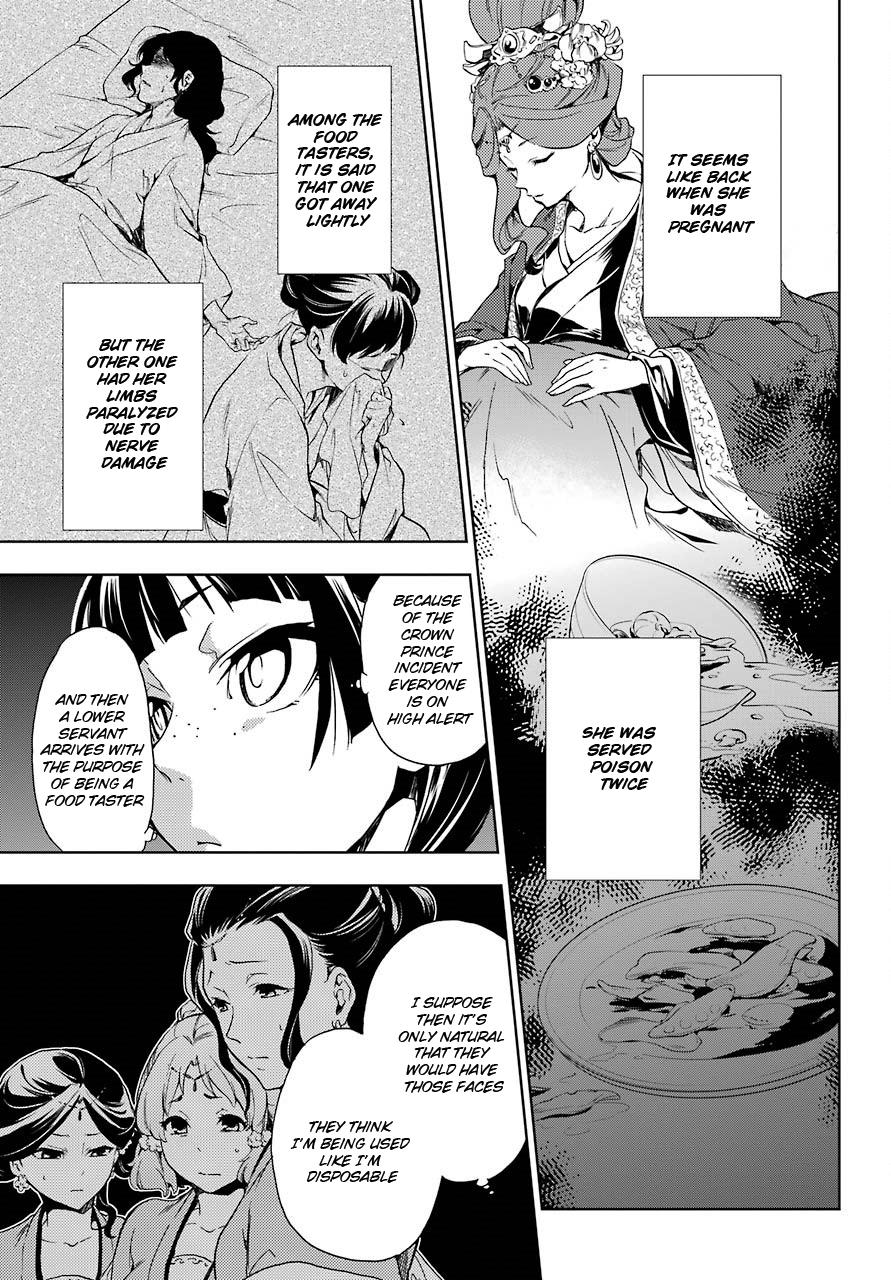 IT SEEMS
LIKE BACK
WHEN SHE
WAS
PREGNANT
SHE WAS
SERVED
POISON
TWICE
AMONG THE
FOOD
TASTERS,
IT IS SAID
THAT ONE
GOT AWAY
LIGHTLY
BUT THE
OTHER ONE
HAD HER
LIMBS
PARALYZED
DUE TO
NERVE
DAMAGE
BECAUSE
OF THE
CROWN
PRINCE
INCIDENT
EVERYONE
IS ON
HIGH ALERT
AND THEN
A LOWER
SERVANT
ARRIVES WITH
THE PURPOSE
OF BEING A
FOOD TASTER
I SUPPOSE
THEN IT'S
ONLY NATURAL
THAT THEY
WOULD HAVE
THOSE FACES
THEY THINK
I'M BEING USED
LIKE I'M
DISPOSABLE